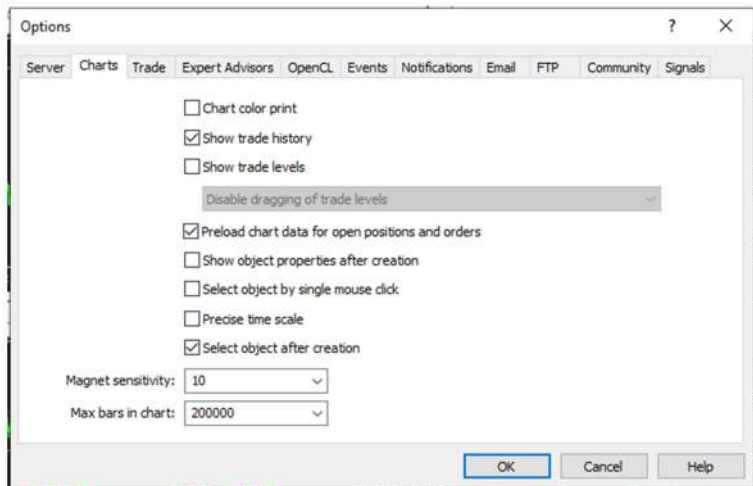 Options
Server Charts Trade Expert Advisors OpenCL Events Notifications Email FTP Community Signals
Chart color print
Show trade history
Show trade levels
Disable dragging of trade levels
Preload chart data for open positions and orders
Show object properties after creation
Select object by single mouse click
Precise time scale
Select object after creation
Magnet sensitivity: 10
Max bars in chart: 200000
OK Cancel Help